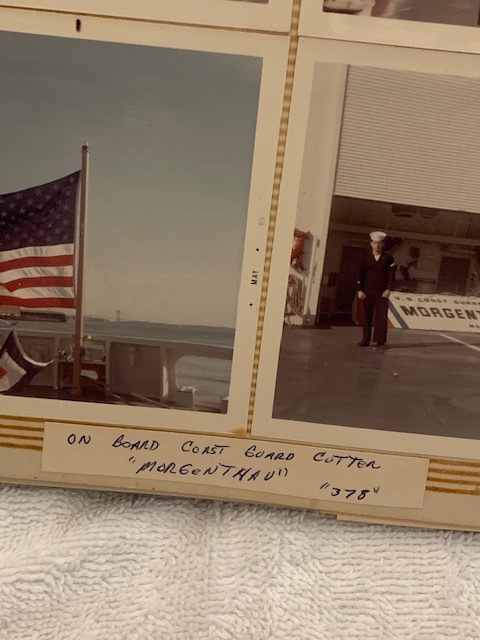 MAY
U.S. COAST GUARD
MORGENT
ON BOARD COAST GUARD CUTTER
"MORGENTHAU"
"378"